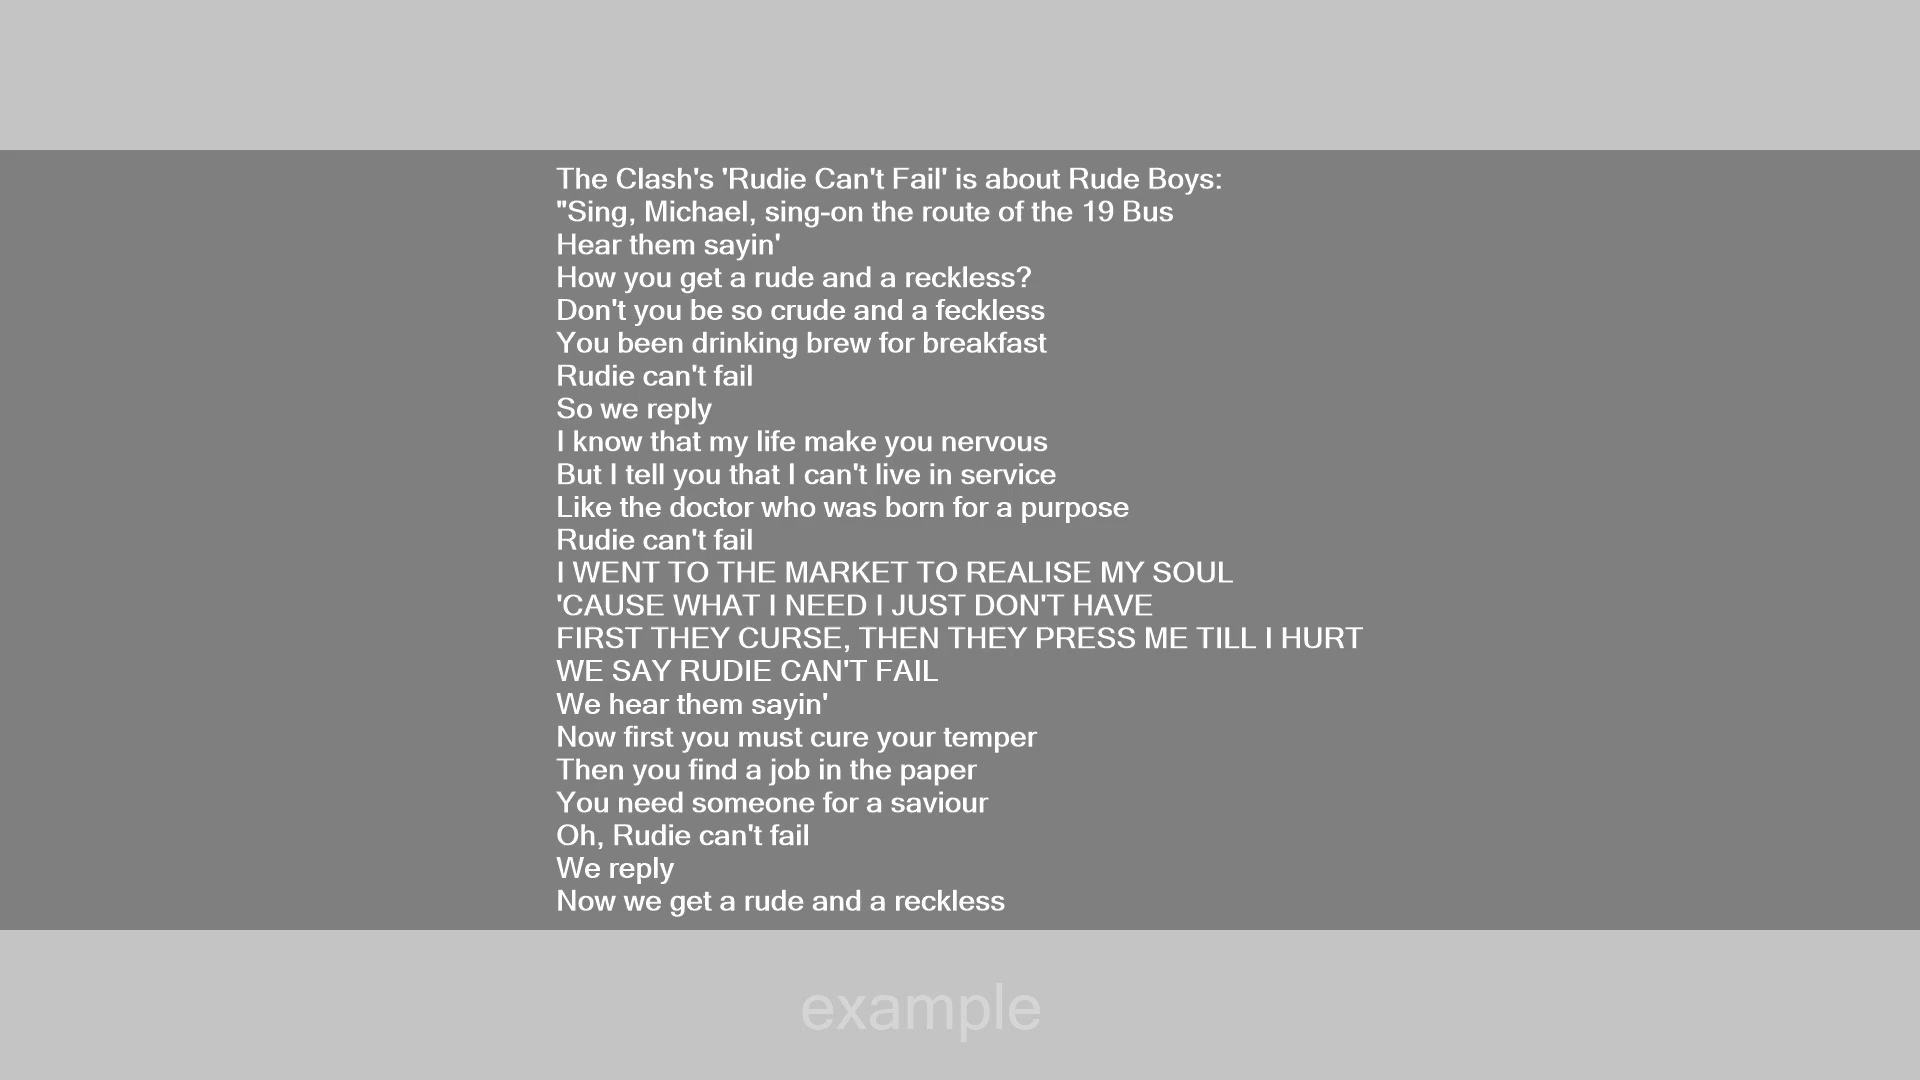 The Clash's 'Rudie Can't Fail' is about Rude Boys:
"Sing, Michael, sing-on the route of the 19 Bus
Hear them sayin'
How you get a rude and a reckless?
Don't you be so crude and a feckless
You been drinking brew for breakfast
Rudie can't fail
So we reply
I know that my life make you nervous
But I tell you that I can't live in service
Like the doctor who was born for a purpose
Rudie can't fail
I WENT TO THE MARKET TO REALISE MY SOUL
'CAUSE WHAT I NEED I JUST DON'T HAVE
FIRST THEY CURSE, THEN THEY PRESS ME TILL I HURT
WE SAY RUDIE CAN'T FAIL
We hear them sayin'
Now first you must cure your temper
Then you find a job in the paper
You need someone for a saviour
Oh, Rudie can't fail
We reply
Now we get a rude and a reckless
example